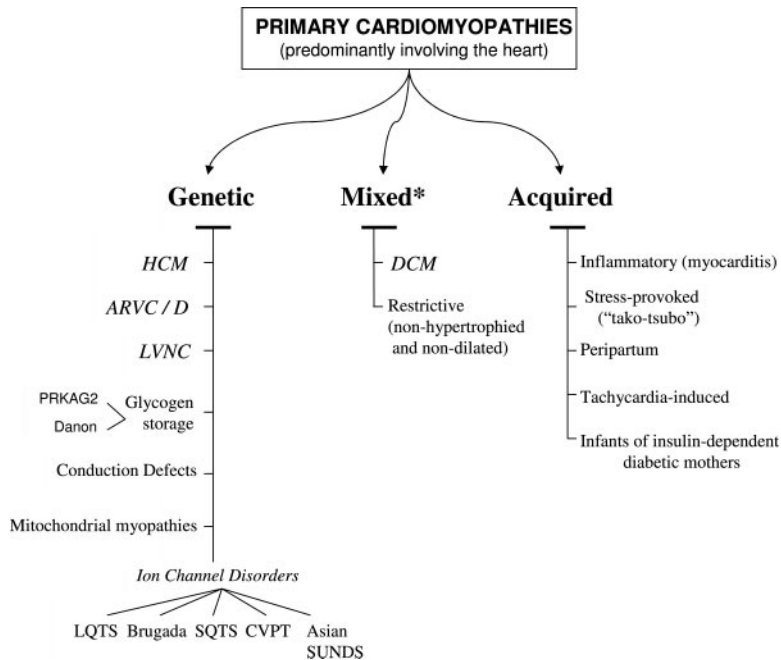 PRIMARY CARDIOMYOPATHIES
(predominantly involving the heart)
Genetic
Mixed*
Acquired
HCM
ARVC / D
LVNC
PRKAG2
Danon
Glycogen
storage
Conduction Defects
Mitochondrial myopathies
Ion Channel Disorders
LQTS Brugada SQTS CVPT Asian
SUNDS
DCM
Restrictive
(non-hypertrophied
and non-dilated)
Inflammatory (myocarditis)
Stress-provoked
(“tako-tsubo”)
Peripartum
Tachycardia-induced
Infants of insulin-dependent
diabetic mothers